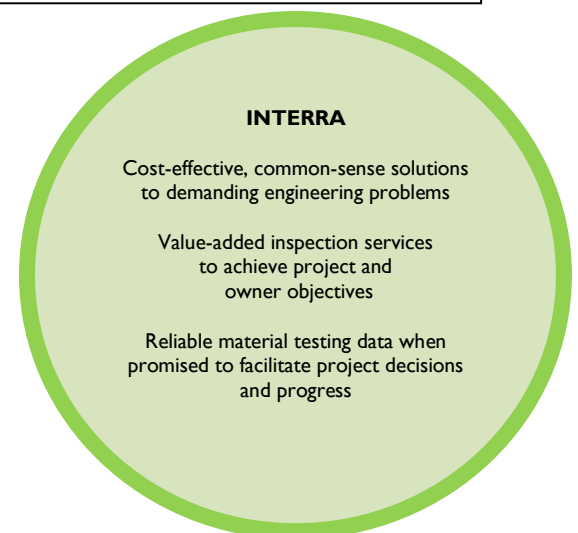 INTERRA
Cost-effective, common-sense solutions
to demanding engineering problems
Value-added inspection services
to achieve project and
owner objectives
Reliable material testing data when
promised to facilitate project decisions
and progress